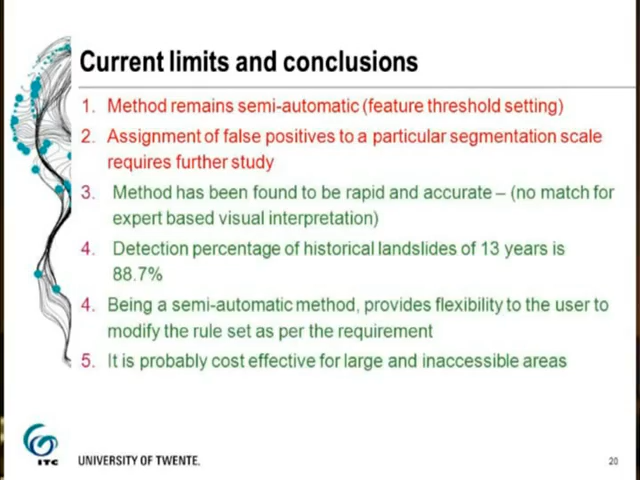 Current limits and conclusions
1. Method remains semi-automatic (feature threshold setting)
2. Assignment of false positives to a particular segmentation scale
requires further study
3. Method has been found to be rapid and accurate – (no match for
expert based visual interpretation)
4. Detection percentage of historical landslides of 13 years is
88.7%
4. Being a semi-automatic method, provides flexibility to the user to
modify the rule set as per the requirement
5. It is probably cost effective for large and inaccessible areas
ITC
UNIVERSITY OF TWENTE.
20